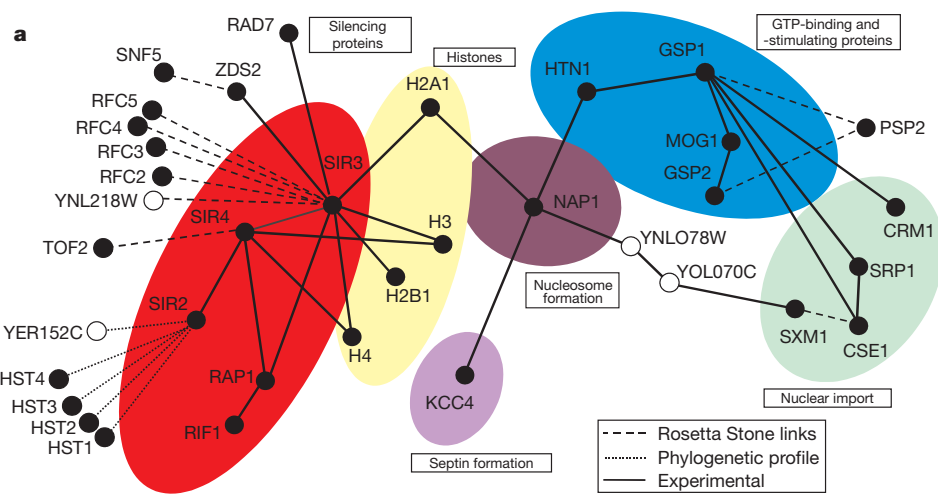 a
RAD7
Silencing
proteins
GTP-binding and
-stimulating proteins
SNF5
ZDS2
Histones
HTN1
GSP1
H2A1
RFC5
RFC4
RFC3
RFC2
PSP2
MOG1
GSP2
SIR3
YNL218W
SIR4
NAP1
H3
CRM1
TOF2
YNLO78W
YOL070C
SRP1
H2B1
Nucleosome
formation
SIR2
YER152C
SXM1
CSE1
H4
HST4
RAP1
HST3
KCC4
Nuclear import
HST2
HST1
RIF1
Septin formation
Rosetta Stone links
Phylogenetic profile
Experimental